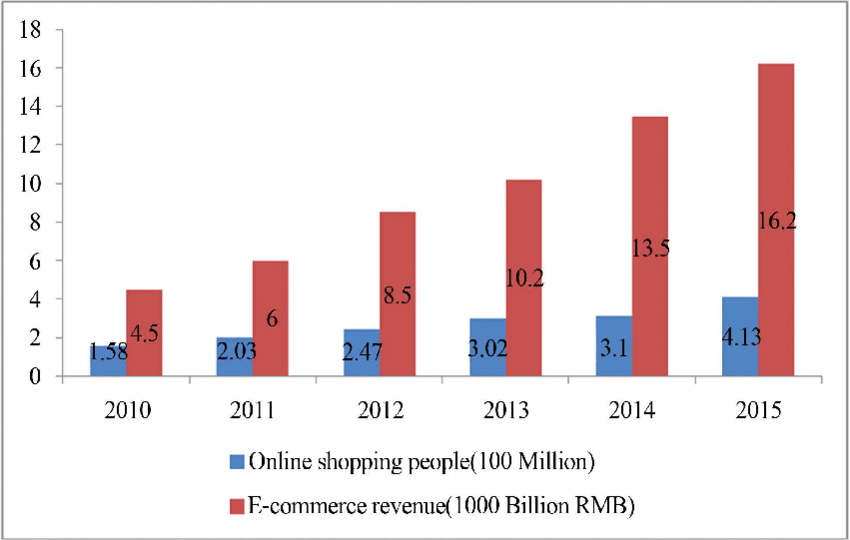 18
16
14
12
10
8
6
4
2
0
1.58 4.5 2.03 6 2.47 8.5 3.02 10.2 3.1 13.5 4.13 16.2
2010 2011 2012 2013 2014 2015
Online shopping people(100 Million)
E-commerce revenue(1000 Billion RMB)